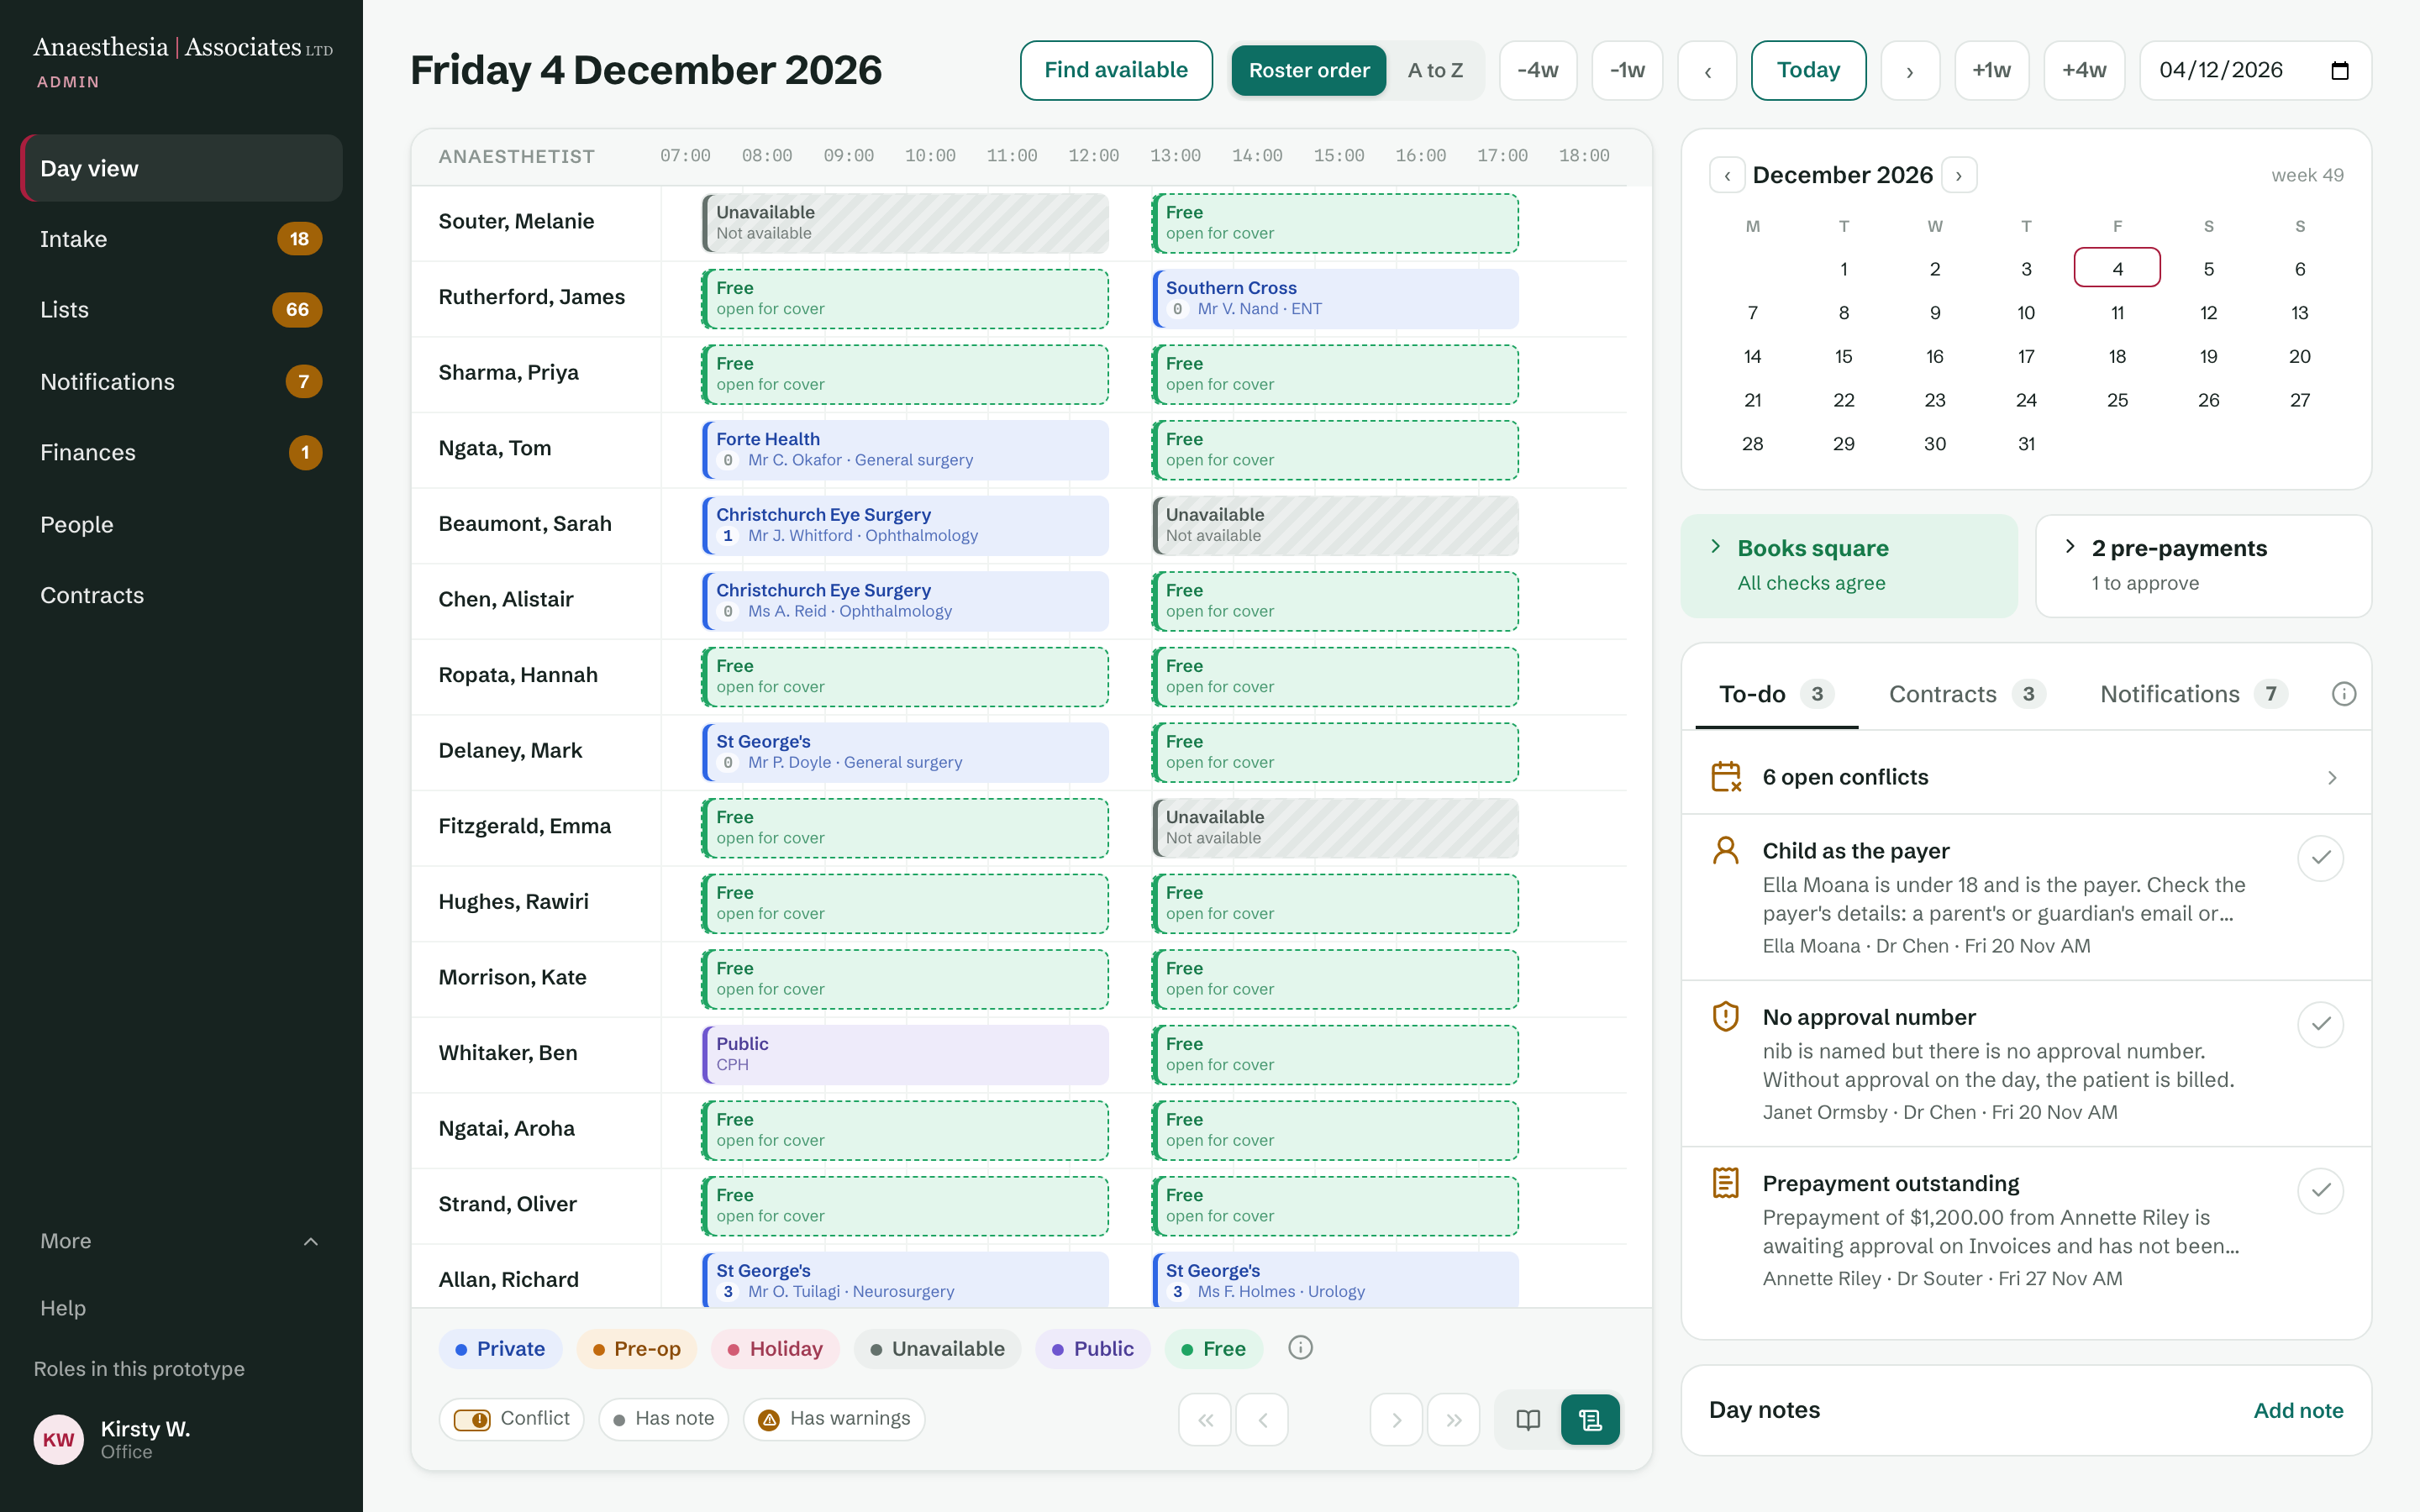 Anaesthesia | Associates LTD
ADMIN
Day view
Intake 18
Lists 66
Notifications 7
Finances 1
People
Contracts
More
Help
Roles in this prototype
KW
Kirsty W.
Office
Friday 4 December 2026
Find available
Roster order
A to Z
-4w
-1w
‹
Today
›
+1w
+4w
04/12/2026
ANAESTHETIST 07:00 08:00 09:00 10:00 11:00 12:00 13:00 14:00 15:00 16:00 17:00 18:00
Souter, Melanie
Unavailable
Not available
Free
open for cover
Rutherford, James
Free
open for cover
Southern Cross
0 Mr V. Nand · ENT
Sharma, Priya
Free
open for cover
Free
open for cover
Ngata, Tom
Forte Health
0 Mr C. Okafor · General surgery
Free
open for cover
Beaumont, Sarah
Christchurch Eye Surgery
1 Mr J. Whitford · Ophthalmology
Unavailable
Not available
Chen, Alistair
Christchurch Eye Surgery
0 Ms A. Reid · Ophthalmology
Free
open for cover
Ropata, Hannah
Free
open for cover
Free
open for cover
Delaney, Mark
St George's
0 Mr P. Doyle · General surgery
Free
open for cover
Fitzgerald, Emma
Free
open for cover
Unavailable
Not available
Hughes, Rawiri
Free
open for cover
Free
open for cover
Morrison, Kate
Free
open for cover
Free
open for cover
Whitaker, Ben
Public
CPH
Free
open for cover
Ngatai, Aroha
Free
open for cover
Free
open for cover
Strand, Oliver
Free
open for cover
Free
open for cover
Allan, Richard
St George's
3 Mr O. Tuilagi · Neurosurgery
St George's
3 Ms F. Holmes · Urology
Private
Pre-op
Holiday
Unavailable
Public
Free
Conflict
Has note
Has warnings
‹ December 2026 › week 49
M T W T F S S
1 2 3 4 5 6
7 8 9 10 11 12 13
14 15 16 17 18 19 20
21 22 23 24 25 26 27
28 29 30 31
Books square
All checks agree
2 pre-payments
1 to approve
To-do 3
Contracts 3
Notifications 7
6 open conflicts
Child as the payer
Ella Moana is under 18 and is the payer. Check the
payer's details: a parent's or guardian's email or...
Ella Moana · Dr Chen · Fri 20 Nov AM
No approval number
nib is named but there is no approval number.
Without approval on the day, the patient is billed.
Janet Ormsby · Dr Chen · Fri 20 Nov AM
Prepayment outstanding
Prepayment of $1,200.00 from Annette Riley is
awaiting approval on Invoices and has not been...
Annette Riley · Dr Souter · Fri 27 Nov AM
Day notes
Add note